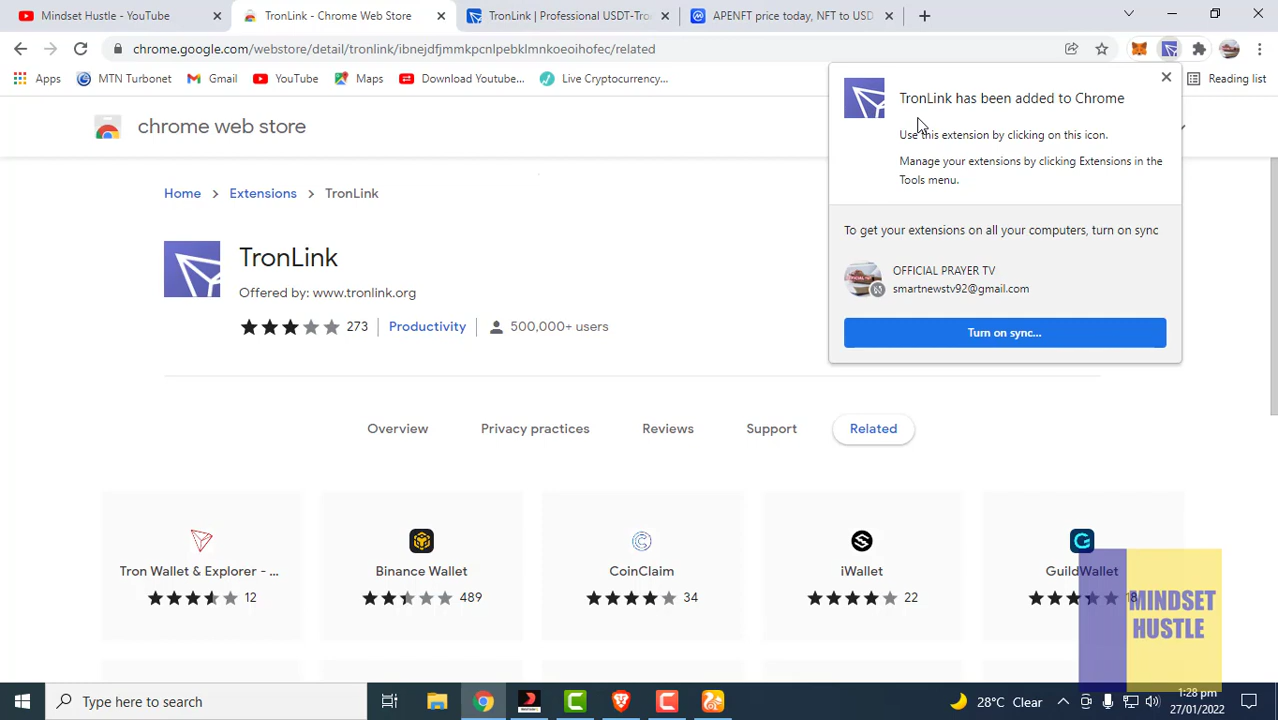 Mindset Hustle - YouTube
TronLink - Chrome Web Store
TronLink | Professional USDT-Tro
APENFT price today, NFT to USD
chrome.google.com/webstore/detail/tronlink/ibnejdfjmmkpcnlpebklmnkoeoihofec/related
Apps
MTN Turbonet
Gmail
YouTube
Maps
Download Youtube...
Live Cryptocurrency...
Reading list
TronLink has been added to Chrome
Use this extension by clicking on this icon.
Manage your extensions by clicking Extensions in the
Tools menu.
To get your extensions on all your computers, turn on sync
OFFICIAL PRAYER TV
smartnewstv92@gmail.com
Turn on sync...
chrome web store
Home > Extensions > TronLink
TronLink
Offered by: www.tronlink.org
273
Productivity
500,000+ users
Overview
Privacy practices
Reviews
Support
Related
Tron Wallet & Explorer - ...
12
Binance Wallet
489
CoinClaim
34
iWallet
22
GuildWallet
MINDSET
HUSTLE
Type here to search
28°C Clear
1:28 pm
27/01/2022